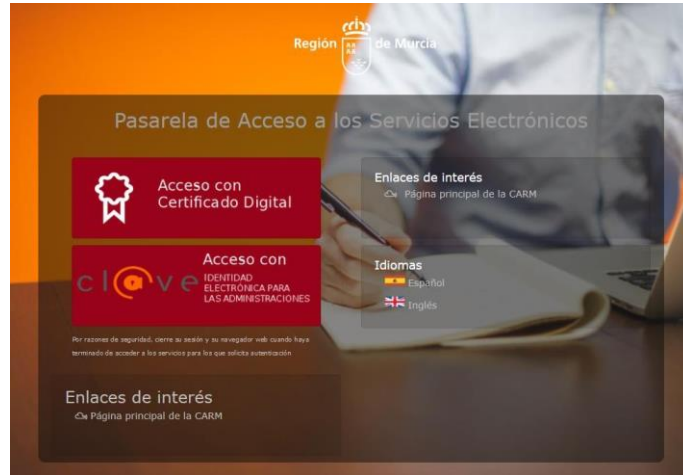 Región de Murcia
Pasarela de Acceso a los Servicios Electrónicos
Acceso con
Certificado Digital
Enlaces de interés
Página principal de la CARM
cl@ve
Acceso con
IDENTIDAD
ELECTRÓNICA PARA
LAS ADMINISTRACIONES
Idiomas
Español
Inglés
Por razones de seguridad, cierre su sesión y su navegador web cuando haya
terminado de acceder a los servicios para los que solicita autenticación
Enlaces de interés
Página principal de la CARM